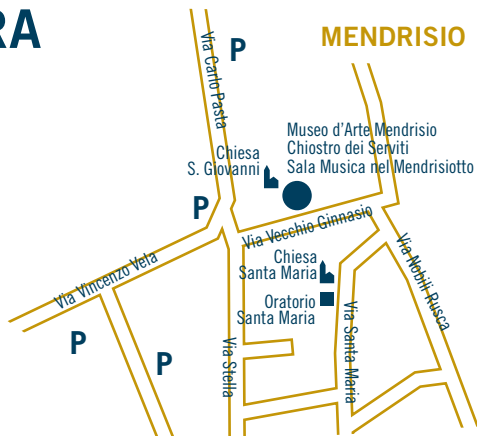 RA
MENDRISIO
P
Via Carlo Pasta
Museo d'Arte Mendrisio
Chiostro dei Serviti
Sala Musica nel Mendrisiotto
Chiesa
S. Giovanni
P
Via Vecchio Ginnasio
Via Vincenzo Vela
Chiesa
Santa Maria
Oratorio
Santa Maria
Via Nobili Rusca
Via Santa Maria
Via Stella
P
P